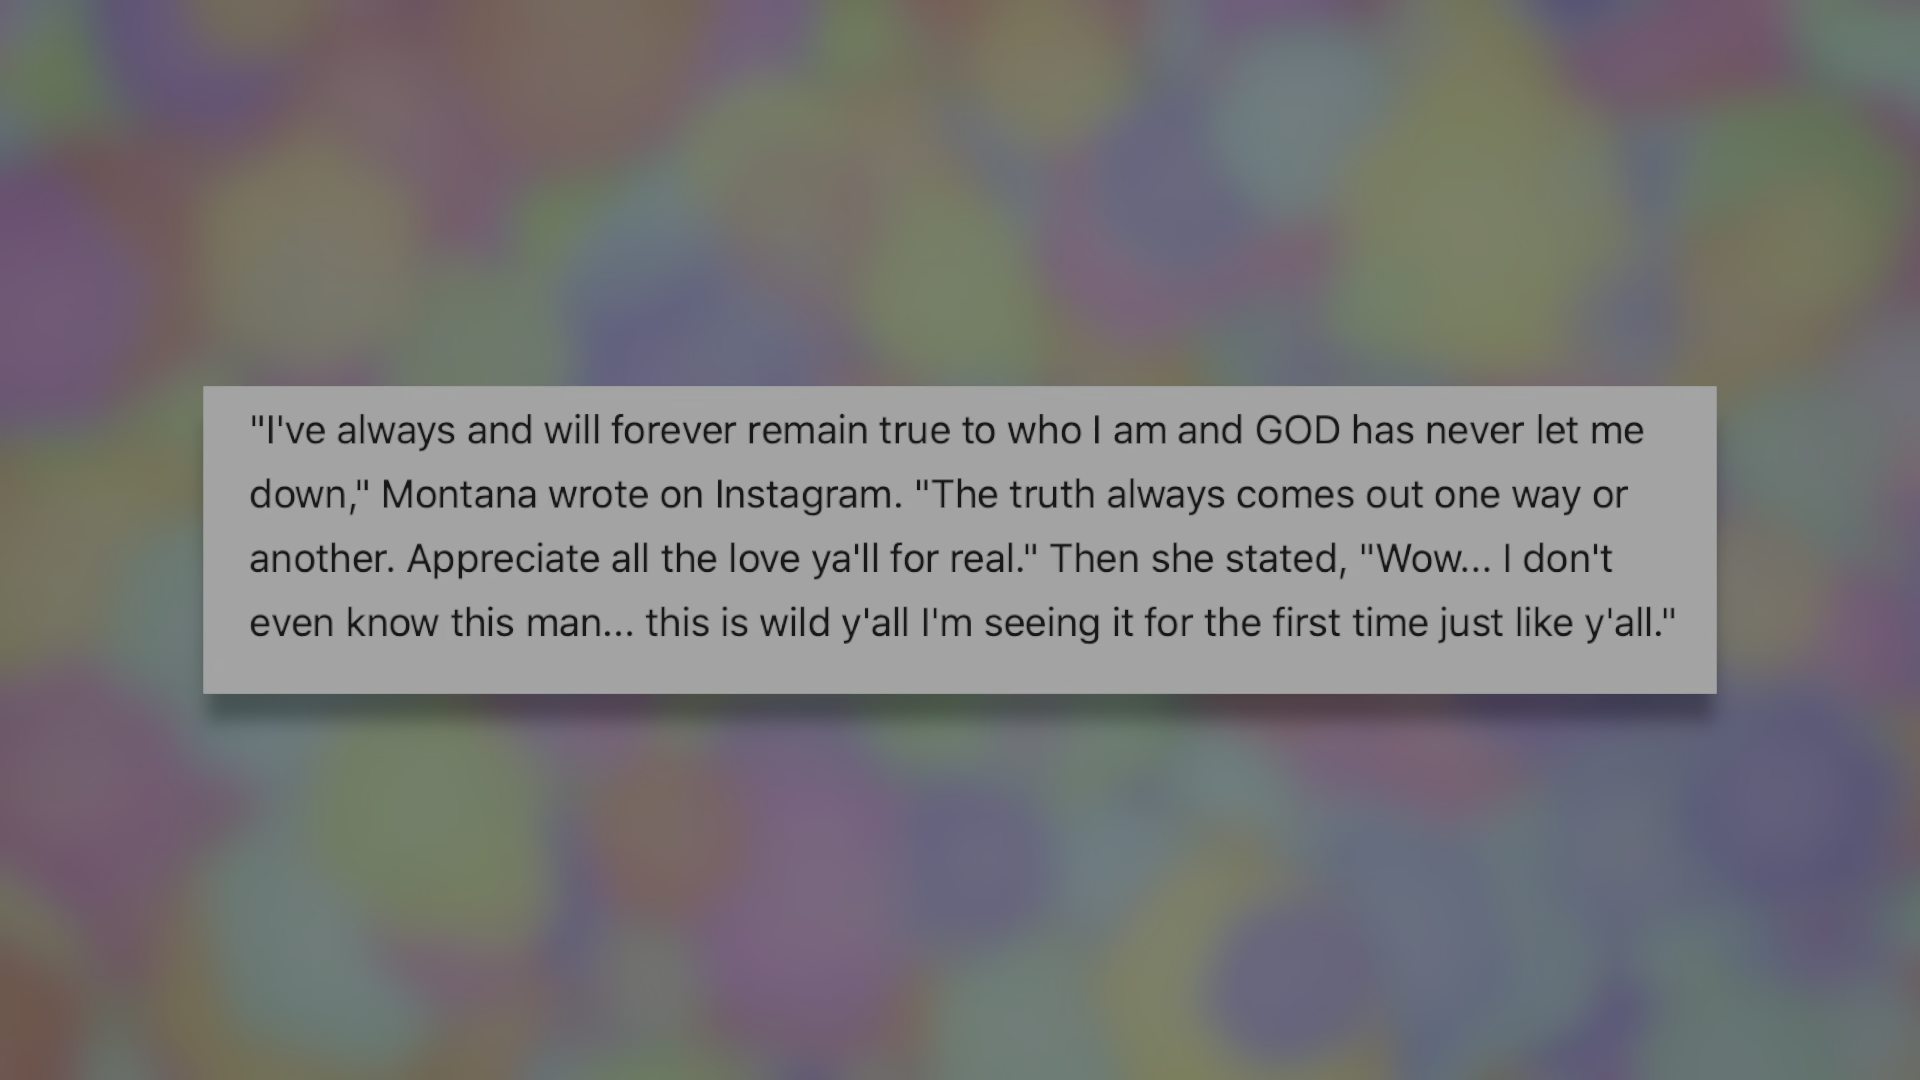 "I've always and will forever remain true to who I am and GOD has never let me
down," Montana wrote on Instagram. "The truth always comes out one way or
another. Appreciate all the love ya'll for real." Then she stated, "Wow... I don't
even know this man... this is wild y'all I'm seeing it for the first time just like y'all."